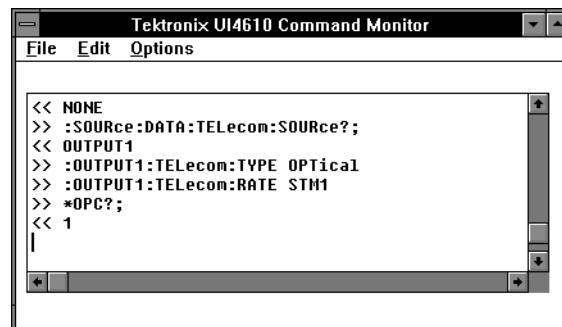 Tektronix UI4610 Command Monitor
File Edit Options
<< NONE
>> :SOURce:DATA:TELecom:SOURce?;
<< OUTPUT1
>> :OUTPUT1:TELecom:TYPE OPTical
>> :OUTPUT1:TELecom:RATE STM1
>> *OPC?;
<< 1